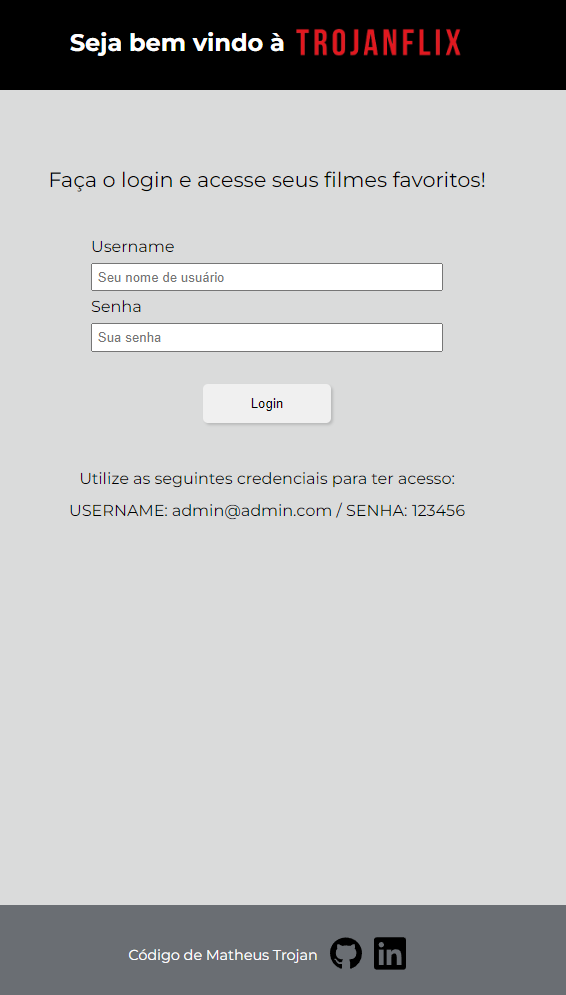 Seja bem vindo à TROJANFLIX
Faça o login e acesse seus filmes favoritos!
Username
Seu nome de usuário
Senha
Sua senha
Login
Utilize as seguintes credenciais para ter acesso:
USERNAME: admin@admin.com / SENHA: 123456
Código de Matheus Trojan in